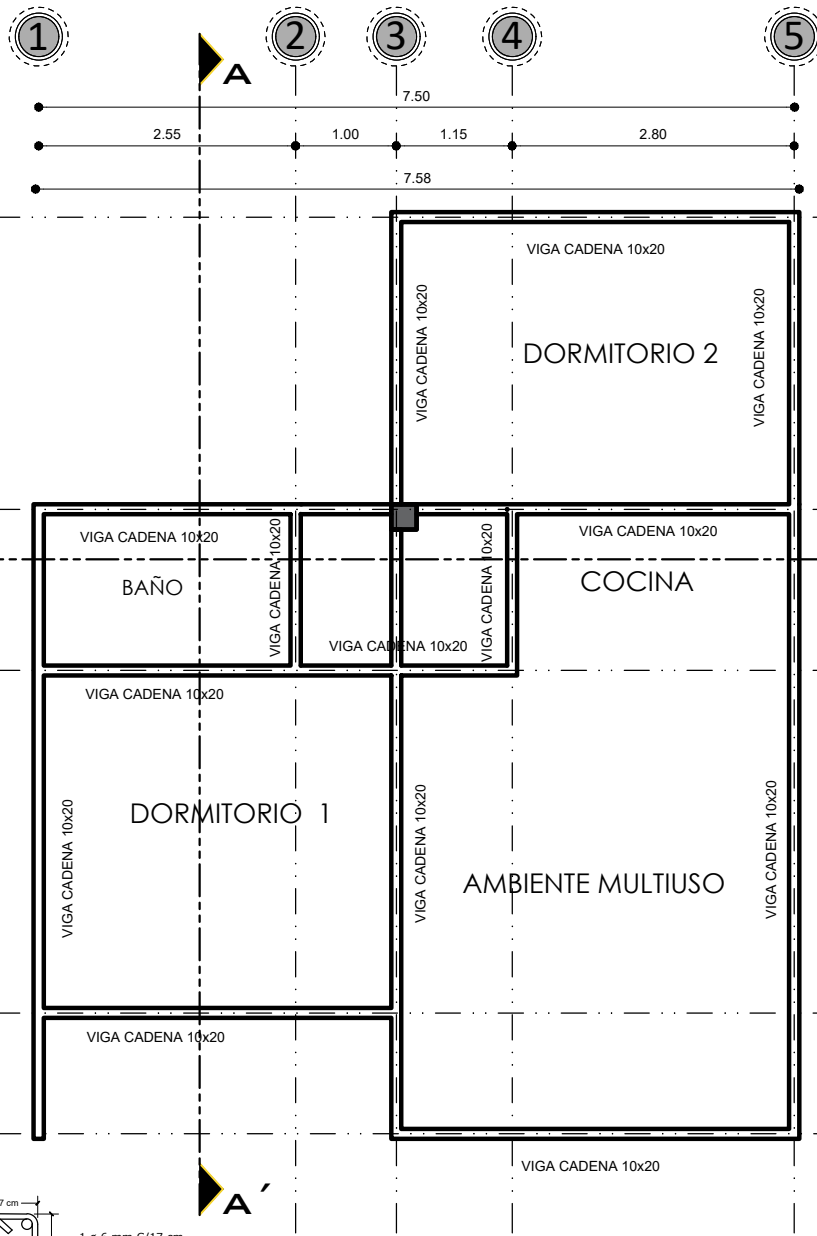 1 2 3 4 5
A
7.50
2.55 1.00 1.15 2.80
7.58
VIGA CADENA 10x20
VIGA CADENA 10x20
VIGA CADENA 10x20
DORMITORIO 2
VIGA CADENA 10x20
VIGA CADENA 10x20
VIGA CADENA 10x20
VIGA CADENA 10x20
BAÑO
COCINA
VIGA CADENA 10x20
VIGA CADENA 10x20
DORMITORIO 1
VIGA CADENA 10x20
VIGA CADENA 10x20
VIGA CADENA 10x20
AMBIENTE MULTIUSO
VIGA CADENA 10x20
VIGA CADENA 10x20
A´
7 cm